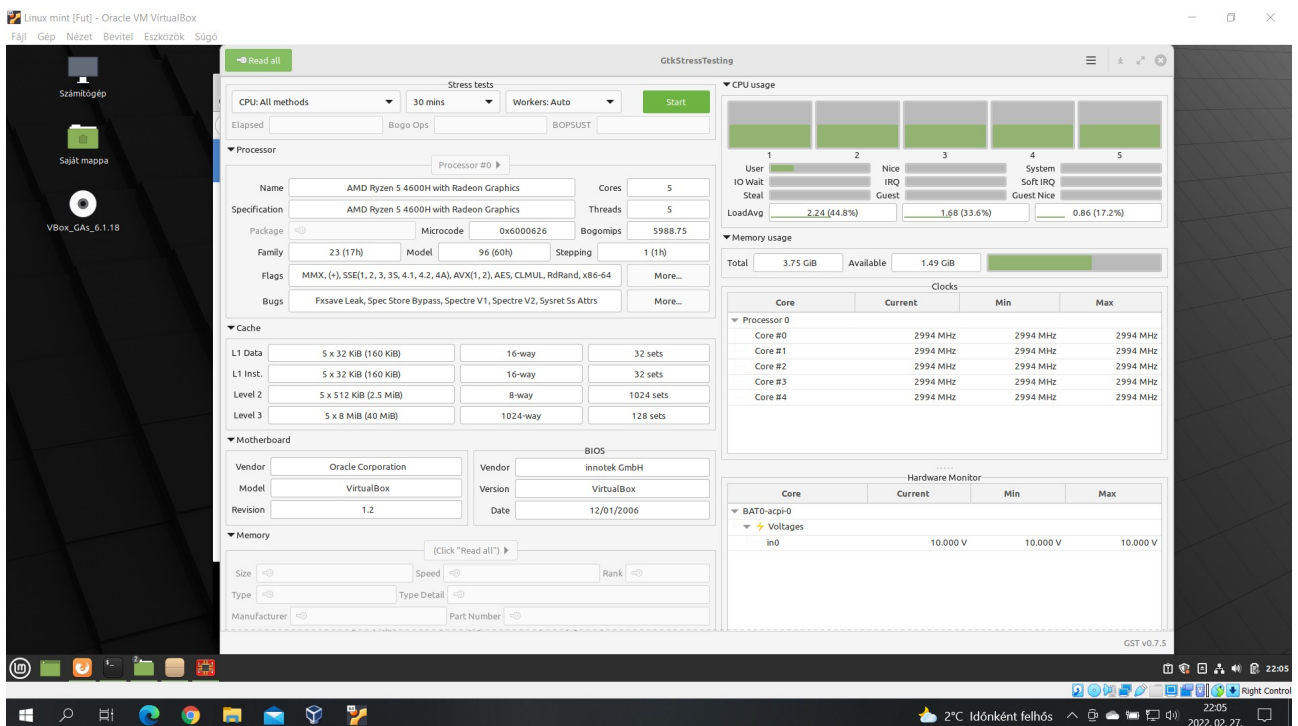 Linux mint [Fut] - Oracle VM VirtualBox
Fájl Gép Nézet Bevitel Eszközök Súgó
Számítógép
Saját mappa
VBox_GAs_6.1.18
Read all
GtkStressTesting
Stress tests
CPU: All methods 30 mins Workers: Auto Start
Elapsed Bogo Ops BOPSUST
Processor
Processor #0
Name AMD Ryzen 5 4600H with Radeon Graphics Cores 5
Specification AMD Ryzen 5 4600H with Radeon Graphics Threads 5
Package Microcode 0x6000626 Bogomips 5988.75
Family 23 (17h) Model 96 (60h) Stepping 1 (1h)
Flags MMX, (+), SSE(1, 2, 3, 3S, 4.1, 4.2, 4A), AVX(1, 2), AES, CLMUL, RdRand, x86-64 More...
Bugs Fxsave Leak, Spec Store Bypass, Spectre V1, Spectre V2, Sysret Ss Attrs More...
Cache
L1 Data 5 x 32 KiB (160 KiB) 16-way 32 sets
L1 Inst. 5 x 32 KiB (160 KiB) 16-way 32 sets
Level 2 5 x 512 KiB (2.5 MiB) 8-way 1024 sets
Level 3 5 x 8 MiB (40 MiB) 1024-way 128 sets
Motherboard
Vendor Oracle Corporation
Model VirtualBox
Revision 1.2
BIOS
Vendor innotek GmbH
Version VirtualBox
Date 12/01/2006
Memory
(Click "Read all")
Size Speed Rank
Type Type Detail
Manufacturer Part Number
CPU usage
1 2 3 4 5
User Nice System
IO Wait IRQ Soft IRQ
Steal Guest Guest Nice
LoadAvg 2.24 (44.8%) 1.68 (33.6%) 0.86 (17.2%)
Memory usage
Total 3.75 GiB Available 1.49 GiB
Clocks
Core Current Min Max
Processor 0
Core #0 2994 MHz 2994 MHz 2994 MHz
Core #1 2994 MHz 2994 MHz 2994 MHz
Core #2 2994 MHz 2994 MHz 2994 MHz
Core #3 2994 MHz 2994 MHz 2994 MHz
Core #4 2994 MHz 2994 MHz 2994 MHz
Hardware Monitor
Core Current Min Max
BAT0-acpi-0
Voltages
in0 10.000 V 10.000 V 10.000 V
GST v0.7.5
2
22:05
Right Control
2°C Időnként felhős
22:05
2022. 02. 27.